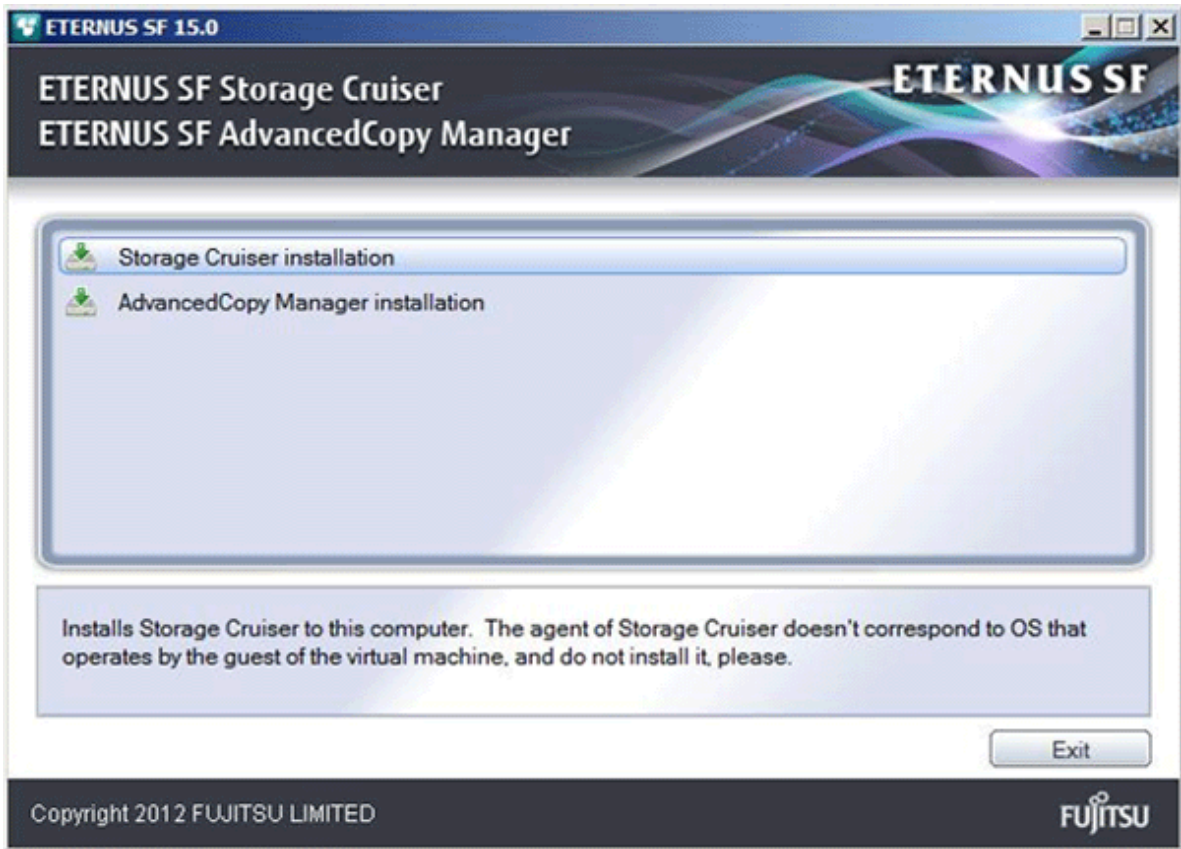 ETERNUS SF 15.0
ETERNUS SF Storage Cruiser
ETERNUS SF AdvancedCopy Manager
ETERNUS SF
Storage Cruiser installation
AdvancedCopy Manager installation
Installs Storage Cruiser to this computer.  The agent of Storage Cruiser doesn't correspond to OS that
operates by the guest of the virtual machine, and do not install it, please.
Exit
Copyright 2012 FUJITSU LIMITED
FUJITSU